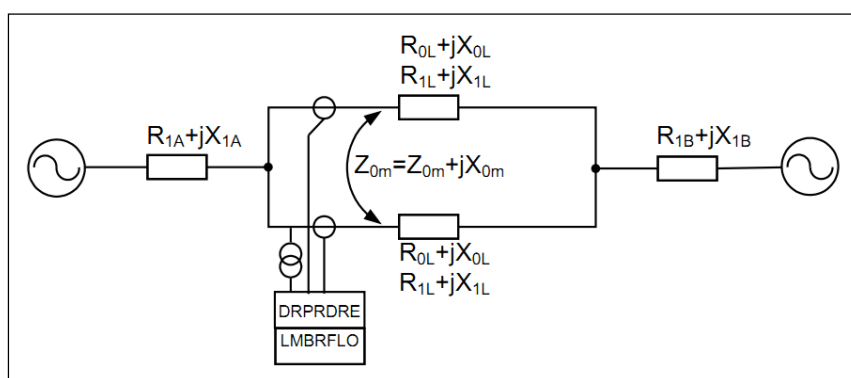 R0L+jX0L
R1L+jX1L
R1A+jX1A
R1B+jX1B
Z0m=Z0m+jX0m
R0L+jX0L
R1L+jX1L
DRPRDRE
LMBRFLO